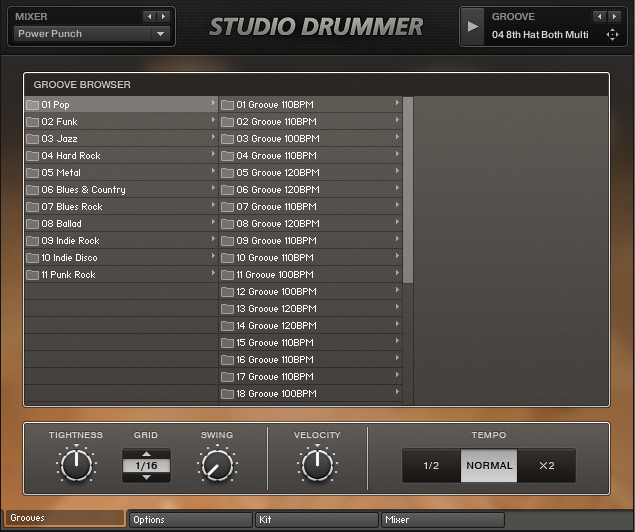 MIXER
Power Punch
STUDIO DRUMMER
GROOVE
04 8th Hat Both Multi
GROOVE BROWSER
01 Pop
02 Funk
03 Jazz
04 Hard Rock
05 Metal
06 Blues & Country
07 Blues Rock
08 Ballad
09 Indie Rock
10 Indie Disco
11 Punk Rock
01 Groove 110BPM
02 Groove 110BPM
03 Groove 100BPM
04 Groove 110BPM
05 Groove 120BPM
06 Groove 120BPM
07 Groove 110BPM
08 Groove 120BPM
09 Groove 110BPM
10 Groove 110BPM
11 Groove 100BPM
12 Groove 100BPM
13 Groove 120BPM
14 Groove 120BPM
15 Groove 110BPM
16 Groove 110BPM
17 Groove 110BPM
18 Groove 100BPM
TIGHTNESS GRID SWING VELOCITY TEMPO
1/16 1/2 NORMAL X2
Grooves Options Kit Mixer